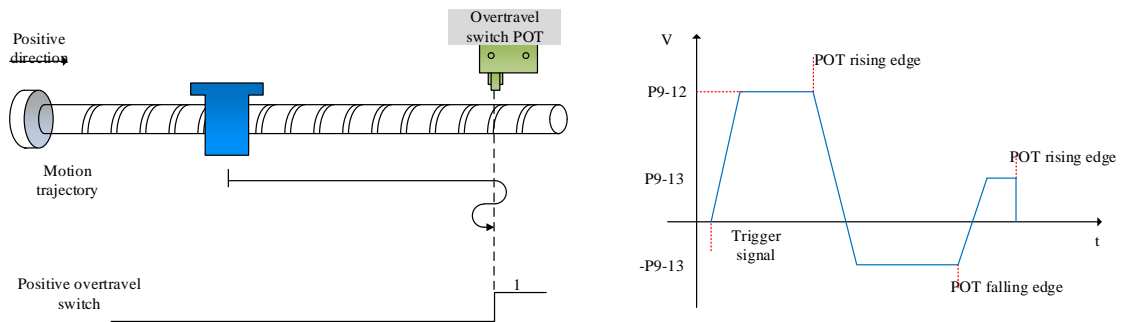 Overtravel
switch POT
Positive
direction
Motion
trajectory
Positive overtravel
switch
1
V
POT rising edge
P9-12
POT rising edge
P9-13
Trigger
signal
t
-P9-13
POT falling edge